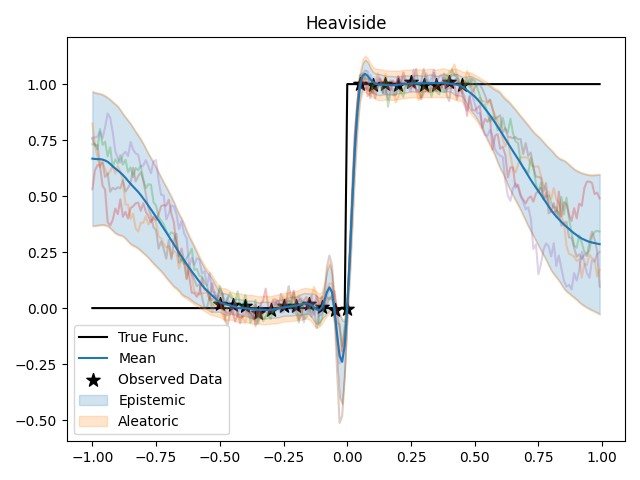 Heaviside
1.00
0.75
0.50
0.25
0.00
−0.25
−0.50
True Func.
Mean
Observed Data
Epistemic
Aleatoric
−1.00 −0.75 −0.50 −0.25 0.00 0.25 0.50 0.75 1.00